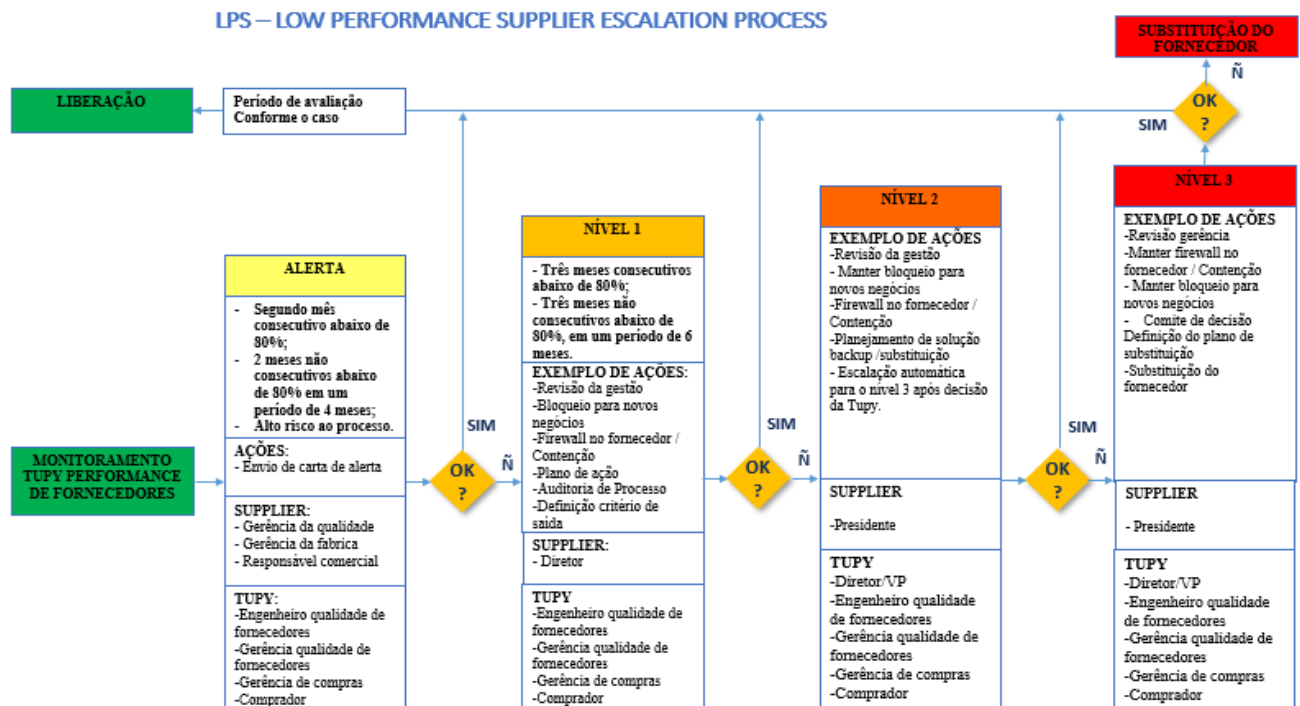 LPS – LOW PERFORMANCE SUPPLIER ESCALATION PROCESS
SUBSTITUIÇÃO DO
FORNECEDOR
Ñ
LIBERAÇÃO
Período de avaliação
Conforme o caso
OK
?
SIM
MONITORAMENTO
TUPY PERFORMANCE
DE FORNECEDORES
ALERTA
- Segundo mês
consecutivo abaixo de
80%;
- 2 meses não
consecutivos abaixo
de 80% em um
período de 4 meses;
- Alto risco ao processo.
AÇÕES:
- Envio de carta de alerta
SUPPLIER:
- Gerência da qualidade
- Gerência da fabrica
- Responsável comercial
TUPY:
-Engenheiro qualidade de
fornecedores
-Gerência qualidade de
fornecedores
-Gerência de compras
-Comprador
SIM
OK
?
Ñ
NÍVEL 1
- Três meses consecutivos
abaixo de 80%;
- Três meses não
consecutivos abaixo de
80%, em um período de 6
meses.
EXEMPLO DE AÇÕES:
-Revisão da gestão
-Bloqueio para novos
negócios
-Firewall no fornecedor /
Contenção
-Plano de ação
-Auditoria de Processo
-Definição critério de
saída
SUPPLIER:
- Diretor
TUPY
-Engenheiro qualidade de
fornecedores
-Gerência qualidade de
fornecedores
-Gerência de compras
-Comprador
SIM
OK
?
Ñ
NÍVEL 2
EXEMPLO DE AÇÕES
-Revisão da gestão
- Manter bloqueio para
novos negócios
-Firewall no fornecedor /
Contenção
-Planejamento de solução
backup /substituição
- Escalação automática
para o nível 3 após decisão
da Tupy.
SUPPLIER
-Presidente
TUPY
-Diretor/VP
-Engenheiro qualidade
de fornecedores
-Gerência qualidade de
fornecedores
-Gerência de compras
-Comprador
SIM
OK
?
Ñ
NÍVEL 3
EXEMPLO DE AÇÕES
-Revisão gerência
-Manter firewall no
fornecedor / Contenção
- Manter bloqueio para
novos negócios
- Comite de decisão
Definição do plano de
substituição
-Substituição do
fornecedor
SUPPLIER
- Presidente
TUPY
-Diretor/VP
-Engenheiro qualidade
de fornecedores
-Gerência qualidade de
fornecedores
-Gerência de compras
-Comprador